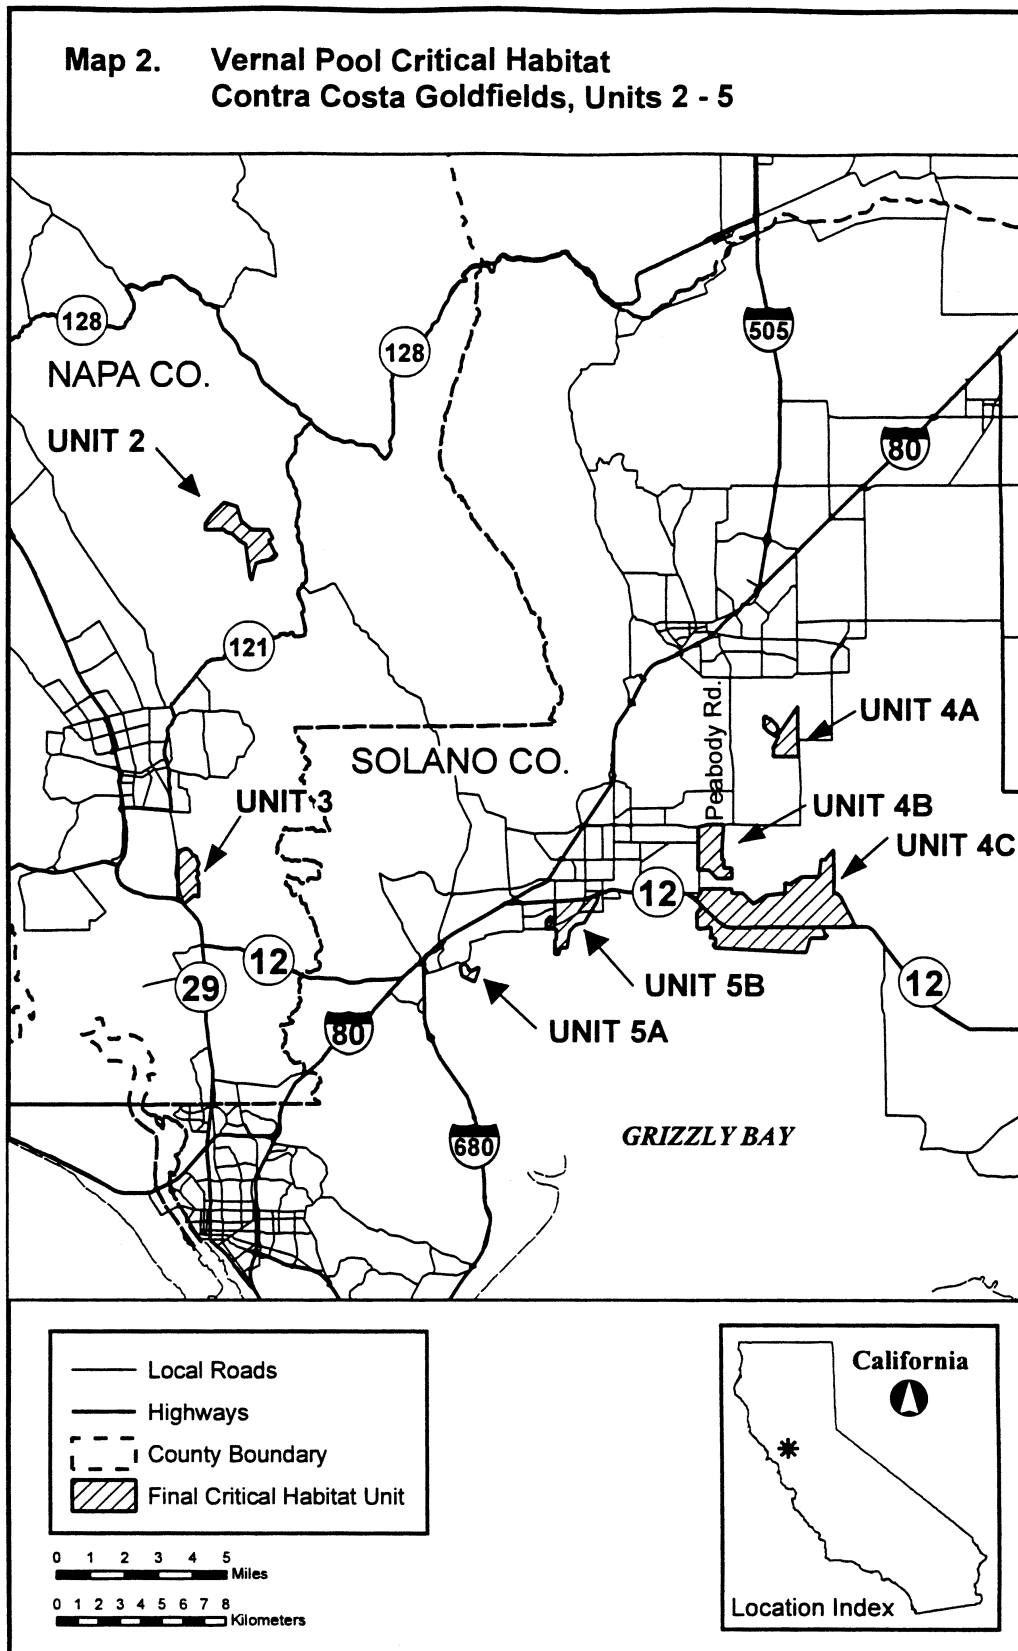 Map 2. Vernal Pool Critical Habitat
Contra Costa Goldfields, Units 2 - 5
128
505
128
NAPA CO.
UNIT 2
80
121
Peabody Rd.
UNIT 4A
SOLANO CO.
UNIT 3
UNIT 4B
UNIT 4C
12
12
29
UNIT 5B
12
80
UNIT 5A
680
GRIZZLY BAY
Local Roads
Highways
County Boundary
Final Critical Habitat Unit
0 1 2 3 4 5
Miles
0 1 2 3 4 5 6 7 8
Kilometers
California
Location Index